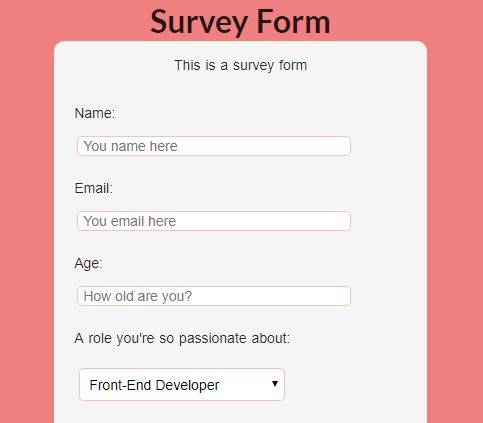 Survey Form
This is a survey form
Name:
You name here
Email:
You email here
Age:
How old are you?
A role you're so passionate about:
Front-End Developer